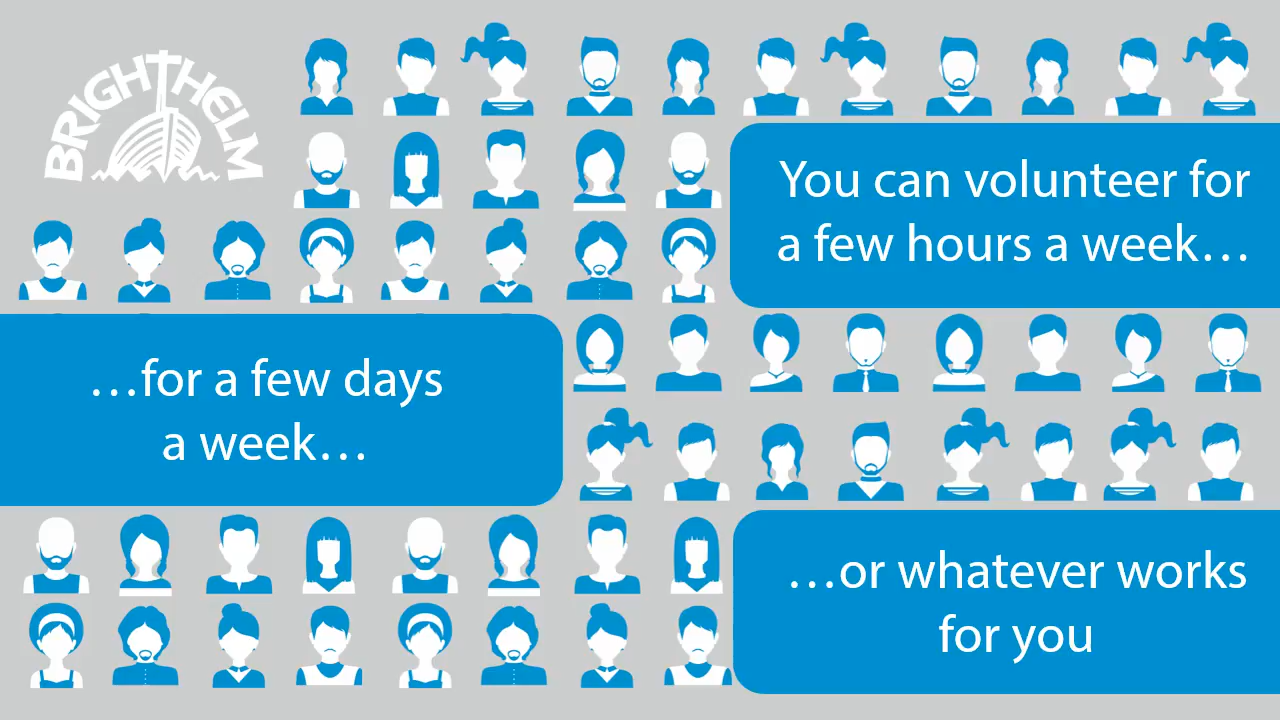 BRIGHTHELM
You can volunteer for
a few hours a week…
…for a few days
a week…
…or whatever works
for you